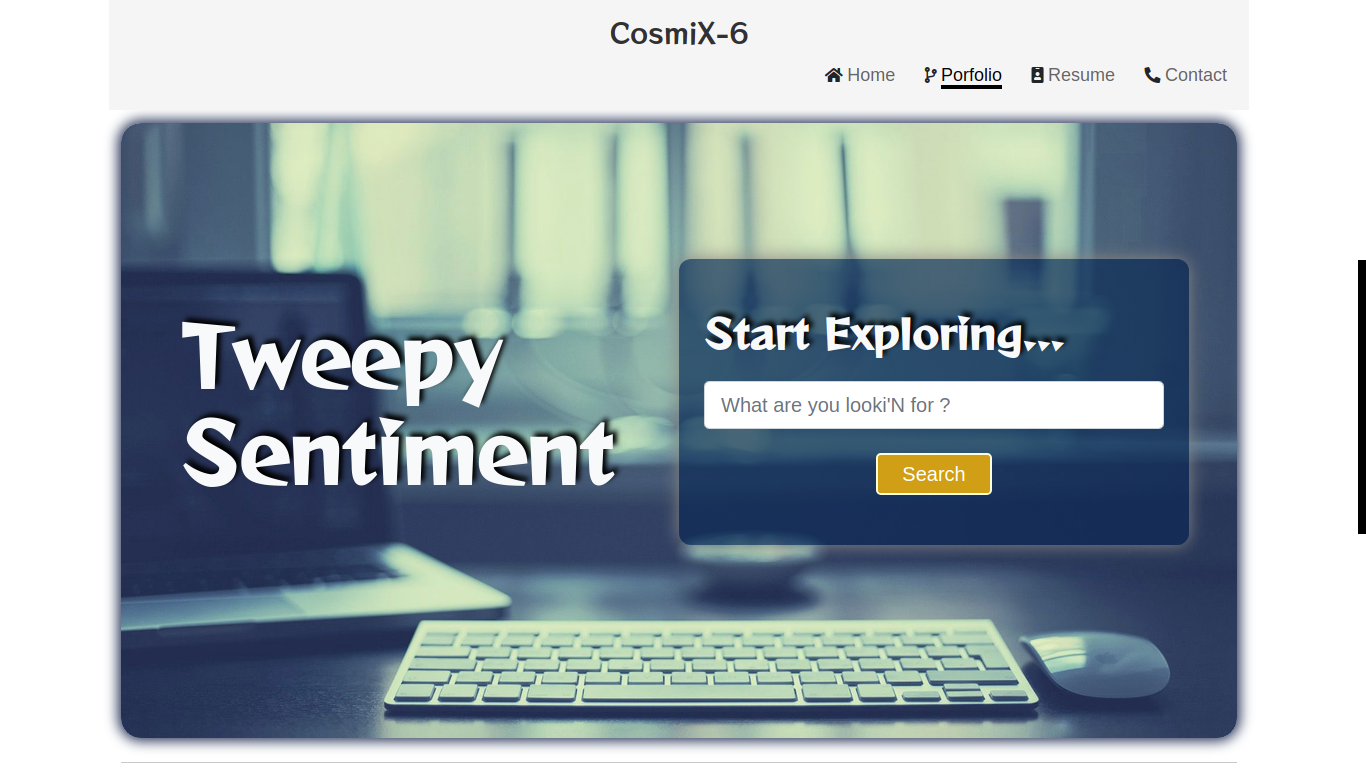 CosmiX-6
Home Porfolio Resume Contact
Tweepy
Sentiment
Start Exploring...
What are you looki'N for ?
Search